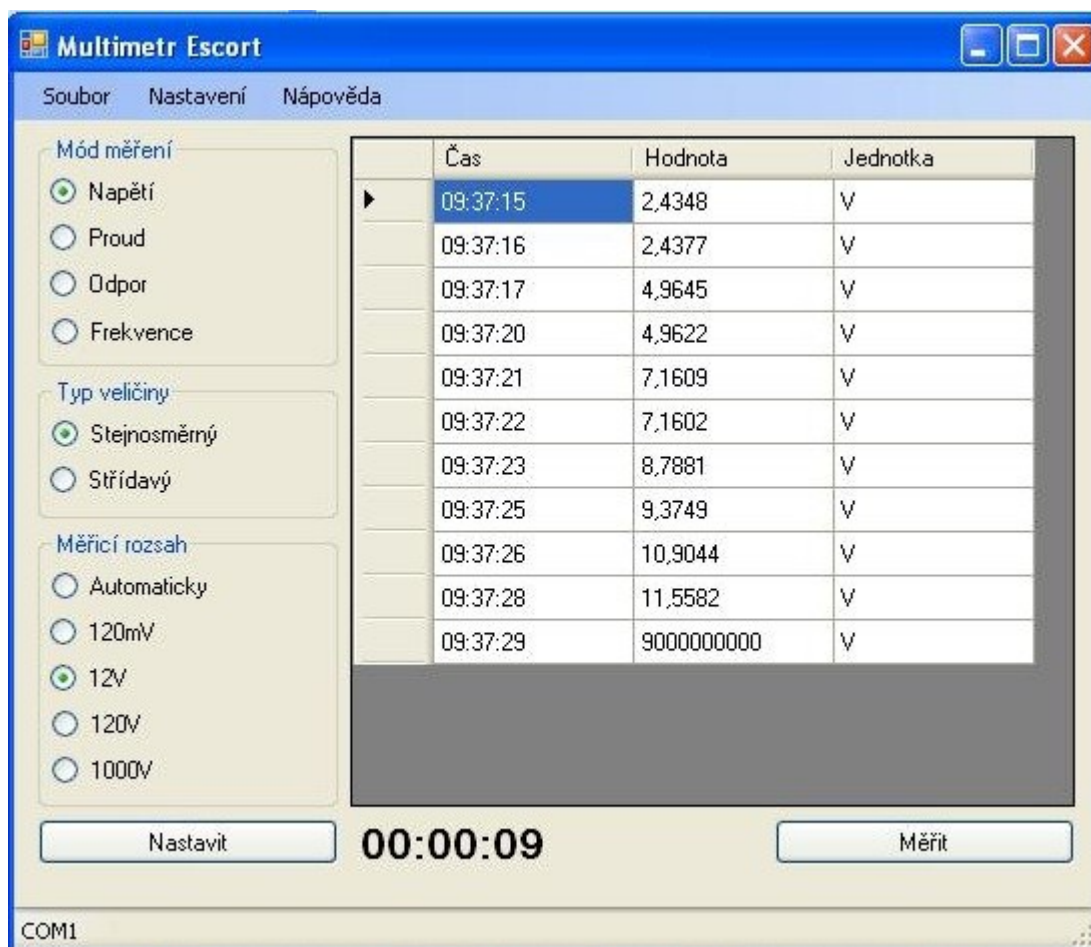 Multimetr Escort
Soubor Nastavení Nápověda
Mód měření
Napětí
Proud
Odpor
Frekvence
Typ veličiny
Stejnosměrný
Střídavý
Měřicí rozsah
Automaticky
120mV
12V
120V
1000V
Nastavit
Čas Hodnota Jednotka
09:37:15 2,4348 V
09:37:16 2,4377 V
09:37:17 4,9645 V
09:37:20 4,9622 V
09:37:21 7,1609 V
09:37:22 7,1602 V
09:37:23 8,7881 V
09:37:25 9,3749 V
09:37:26 10,9044 V
09:37:28 11,5582 V
09:37:29 9000000000 V
00:00:09
Měřit
COM1